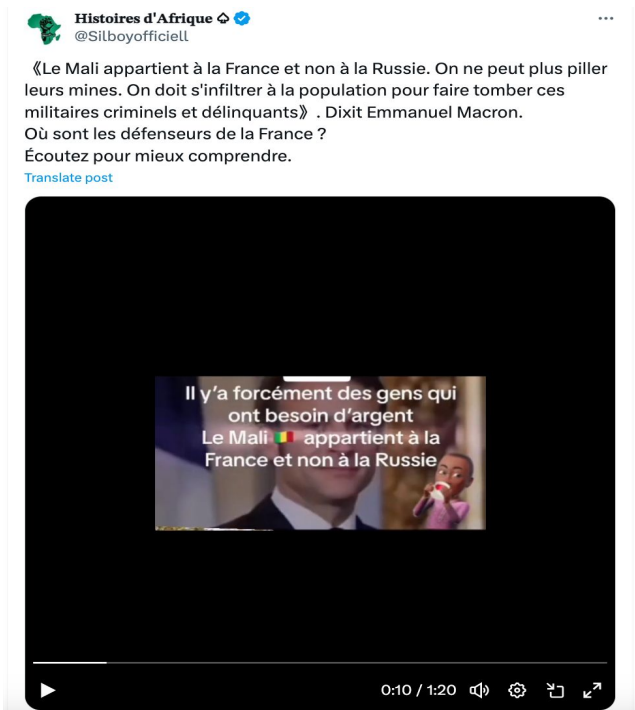 Histoires d'Afrique
@Silboyofficiell
《Le Mali appartient à la France et non à la Russie. On ne peut plus piller
leurs mines. On doit s'infiltrer à la population pour faire tomber ces
militaires criminels et délinquants》 . Dixit Emmanuel Macron.
Où sont les défenseurs de la France ?
Écoutez pour mieux comprendre.
Translate post
Il y'a forcément des gens qui
ont besoin d'argent
Le Mali 🇲🇱 appartient à la
France et non à la Russie
0:10 / 1:20